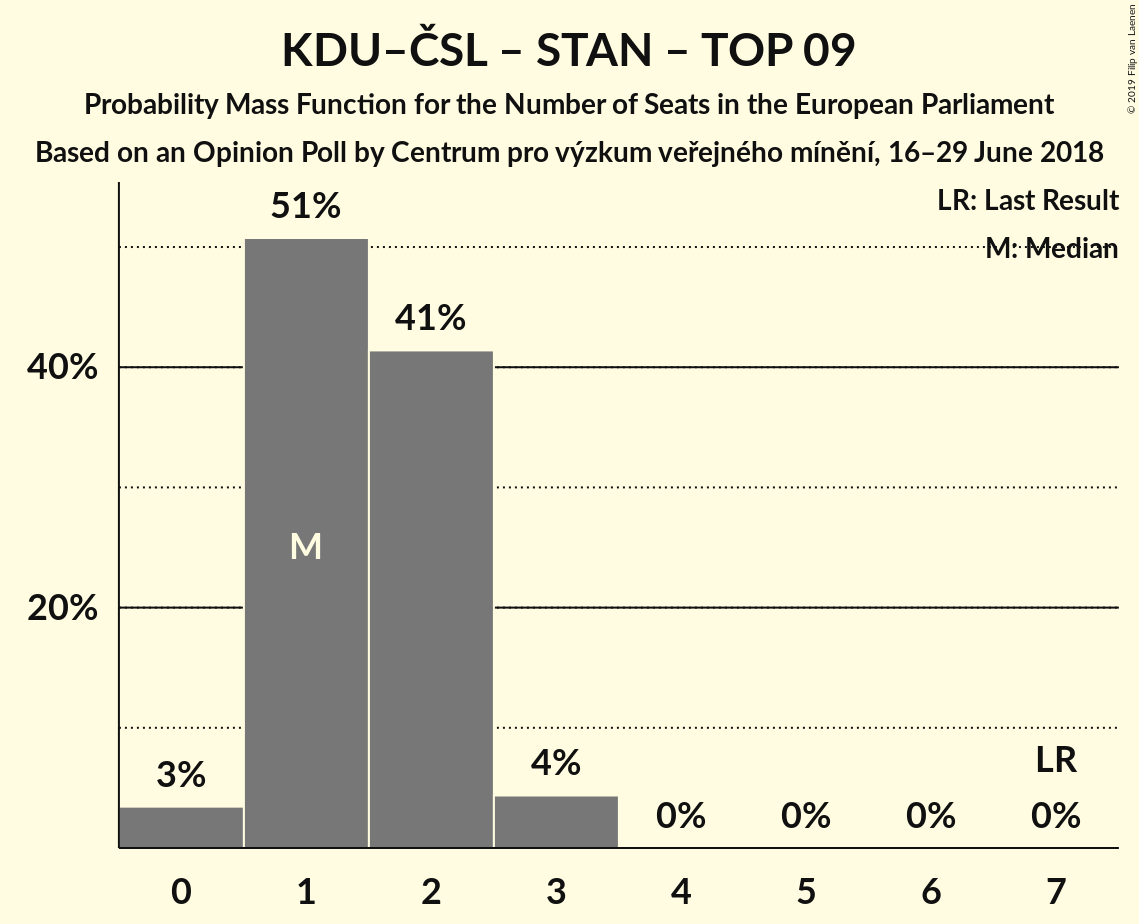 KDU–ČSL – STAN – TOP 09
Probability Mass Function for the Number of Seats in the European Parliament
Based on an Opinion Poll by Centrum pro výzkum veřejného mínění, 16–29 June 2018
© 2019 Filip van Laenen
LR: Last Result
M: Median
51%
41%
40%
M
20%
3%
4%
LR
0%
0%
0%
0%
0 1 2 3 4 5 6 7